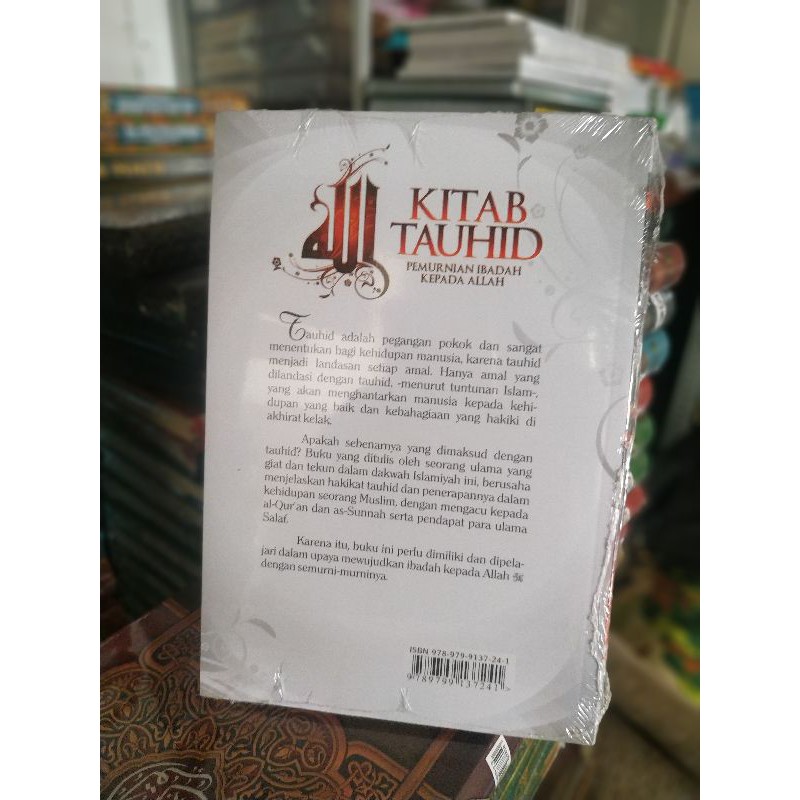 الله
KITAB
TAUHID
PEMURNIAN IBADAH
KEPADA ALLAH
Tauhid adalah pegangan pokok dan sangat
menentukan bagi kehidupan manusia, karena tauhid
menjadi landasan setiap amal. Hanya amal yang
dilandasi dengan tauhid, -menurut tuntunan Islam-,
yang akan menghantarkan manusia kepada kehi-
dupan yang baik dan kebahagiaan yang hakiki di
akhirat kelak.
Apakah sebenarnya yang dimaksud dengan
tauhid? Buku yang ditulis oleh seorang ulama yang
giat dan tekun dalam dakwah Islamiyah ini, berusaha
menjelaskan hakikat tauhid dan penerapannya dalam
kehidupan seorang Muslim, dengan mengacu kepada
al-Qur'an dan as-Sunnah serta pendapat para ulama
Salaf.
Karena itu, buku ini perlu dimiliki dan dipela-
jari dalam upaya mewujudkan ibadah kepada Allah ﷻ
dengan semurni-murninya.
ISBN 978-979-9137-24-1
9 789799 137241 >